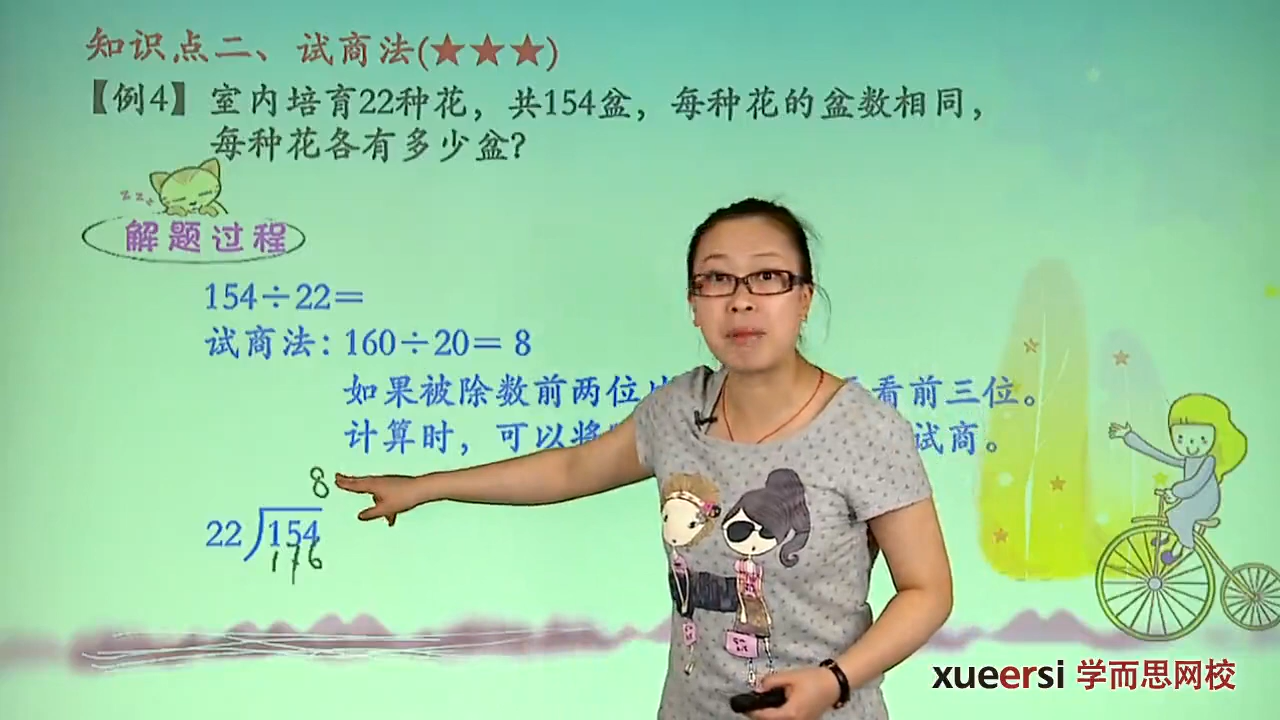 知识点二、试商法(★★★)
【例4】室内培育22种花，共154盆，每种花的盆数相同，
每种花各有多少盆?
zzz
解题过程
154÷22=
试商法：160÷20= 8
如果被除数前两位 看前三位。
计算时，可以将 试商。
8
22 154
176
xueersi 学而思网校